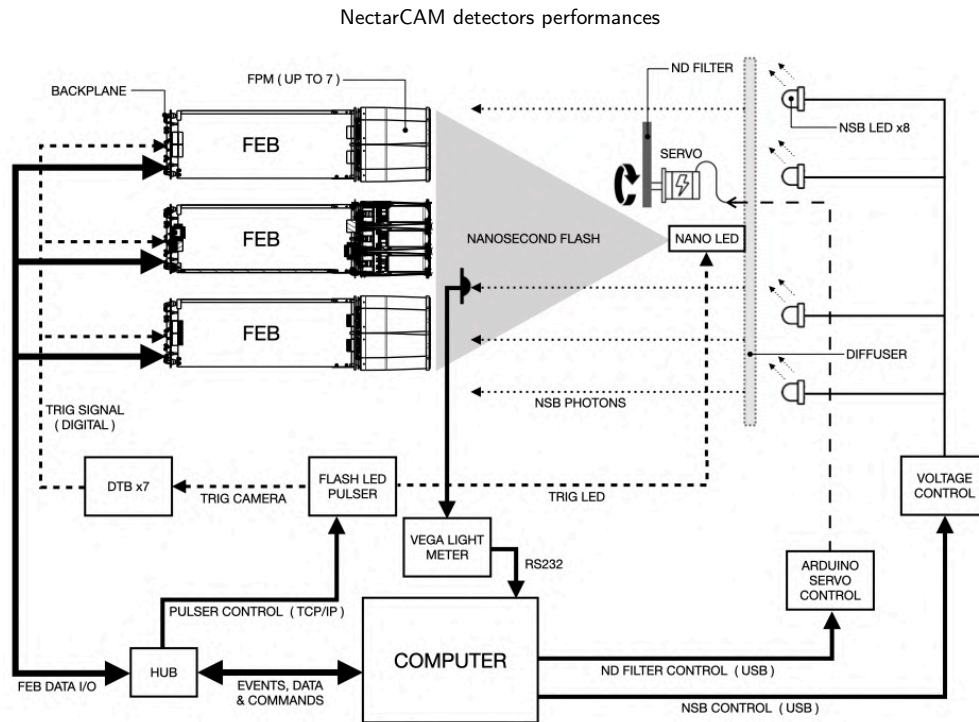 NectarCAM detectors performances
BACKPLANE
FPM ( UP TO 7 )
ND FILTER
NSB LED x8
SERVO
FEB
FEB
FEB
NANOSECOND FLASH
NANO LED
DIFFUSER
NSB PHOTONS
TRIG SIGNAL
( DIGITAL )
DTB x7
TRIG CAMERA
FLASH LED
PULSER
TRIG LED
VOLTAGE
CONTROL
VEGA LIGHT
METER
RS232
ARDUINO
SERVO
CONTROL
PULSER CONTROL ( TCP/IP )
HUB
COMPUTER
FEB DATA I/O
EVENTS, DATA
& COMMANDS
ND FILTER CONTROL ( USB )
NSB CONTROL ( USB )